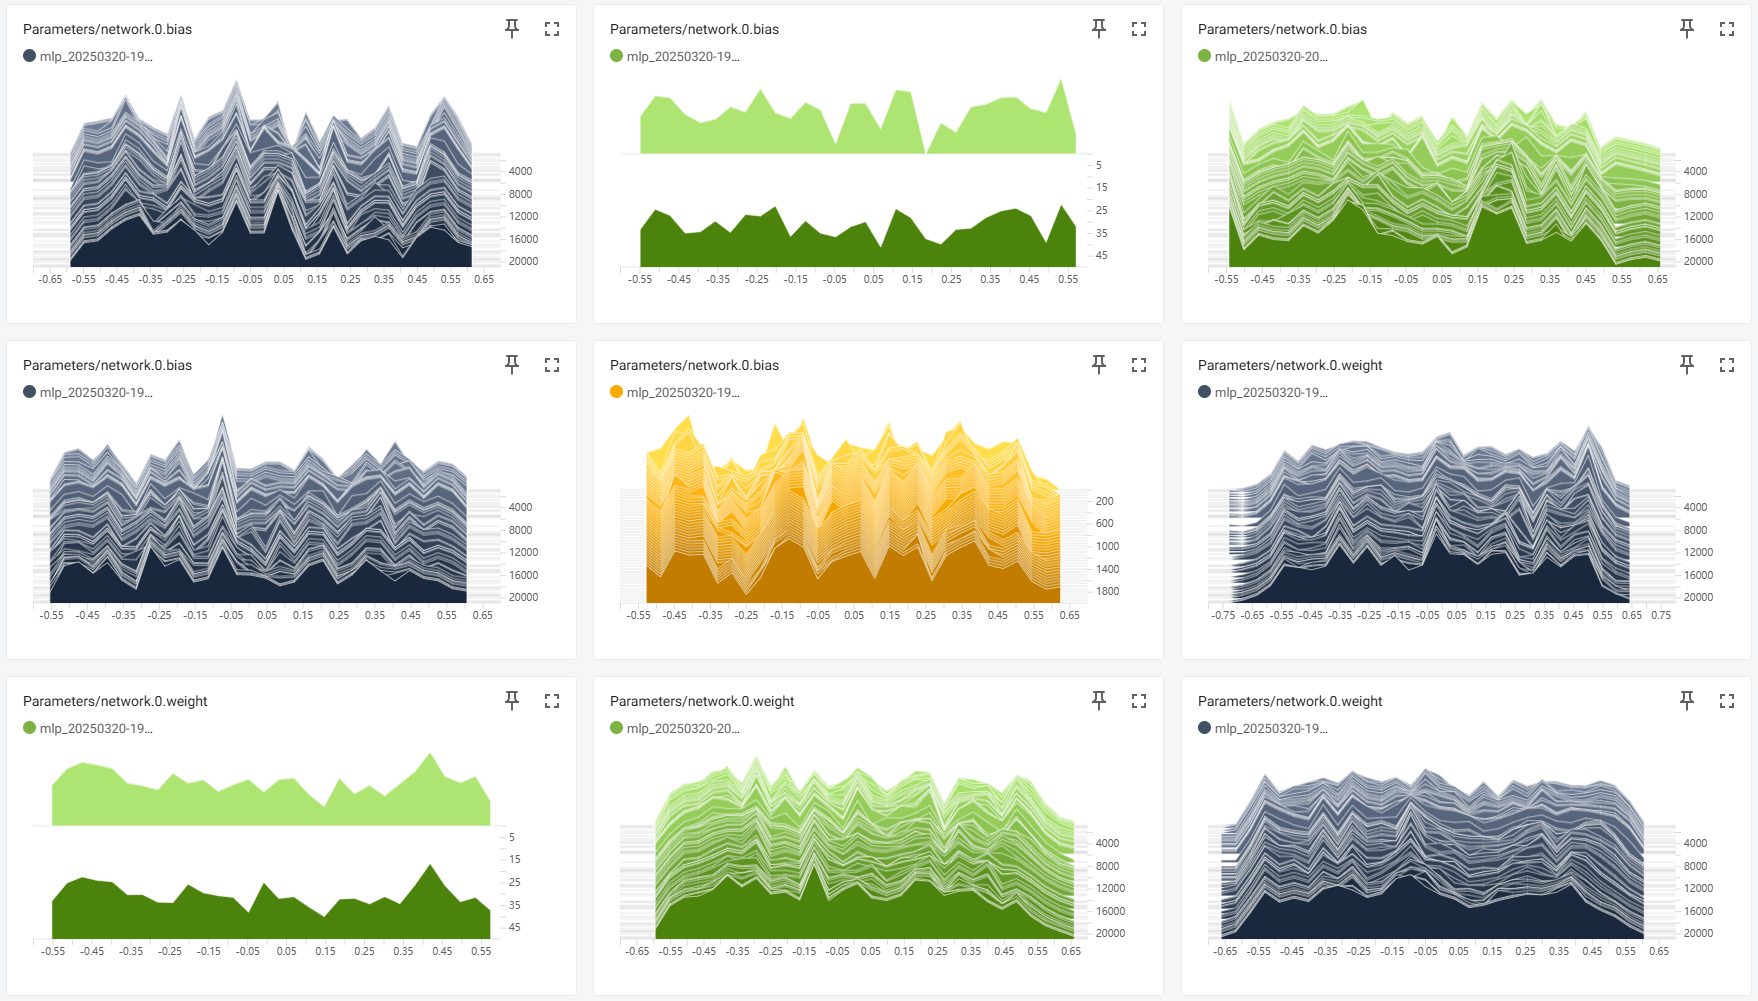 Parameters/network.0.bias
mlp_20250320-19...
4000
8000
12000
16000
20000
-0.65 -0.55 -0.45 -0.35 -0.25 -0.15 -0.05 0.05 0.15 0.25 0.35 0.45 0.55 0.65
Parameters/network.0.bias
mlp_20250320-19...
5
15
25
35
45
-0.55 -0.45 -0.35 -0.25 -0.15 -0.05 0.05 0.15 0.25 0.35 0.45 0.55
Parameters/network.0.bias
mlp_20250320-20...
4000
8000
12000
16000
20000
-0.55 -0.45 -0.35 -0.25 -0.15 -0.05 0.05 0.15 0.25 0.35 0.45 0.55 0.65
Parameters/network.0.bias
mlp_20250320-19...
4000
8000
12000
16000
20000
-0.55 -0.45 -0.35 -0.25 -0.15 -0.05 0.05 0.15 0.25 0.35 0.45 0.55 0.65
Parameters/network.0.bias
mlp_20250320-19...
200
600
1000
1400
1800
-0.55 -0.45 -0.35 -0.25 -0.15 -0.05 0.05 0.15 0.25 0.35 0.45 0.55 0.65
Parameters/network.0.weight
mlp_20250320-19...
4000
8000
12000
16000
20000
-0.75 -0.65 -0.55 -0.45 -0.35 -0.25 -0.15 -0.05 0.05 0.15 0.25 0.35 0.45 0.55 0.65 0.75
Parameters/network.0.weight
mlp_20250320-19...
5
15
25
35
45
-0.55 -0.45 -0.35 -0.25 -0.15 -0.05 0.05 0.15 0.25 0.35 0.45 0.55
Parameters/network.0.weight
mlp_20250320-20...
4000
8000
12000
16000
20000
-0.65 -0.55 -0.45 -0.35 -0.25 -0.15 -0.05 0.05 0.15 0.25 0.35 0.45 0.55 0.65
Parameters/network.0.weight
mlp_20250320-19...
4000
8000
12000
16000
20000
-0.65 -0.55 -0.45 -0.35 -0.25 -0.15 -0.05 0.05 0.15 0.25 0.35 0.45 0.55 0.65